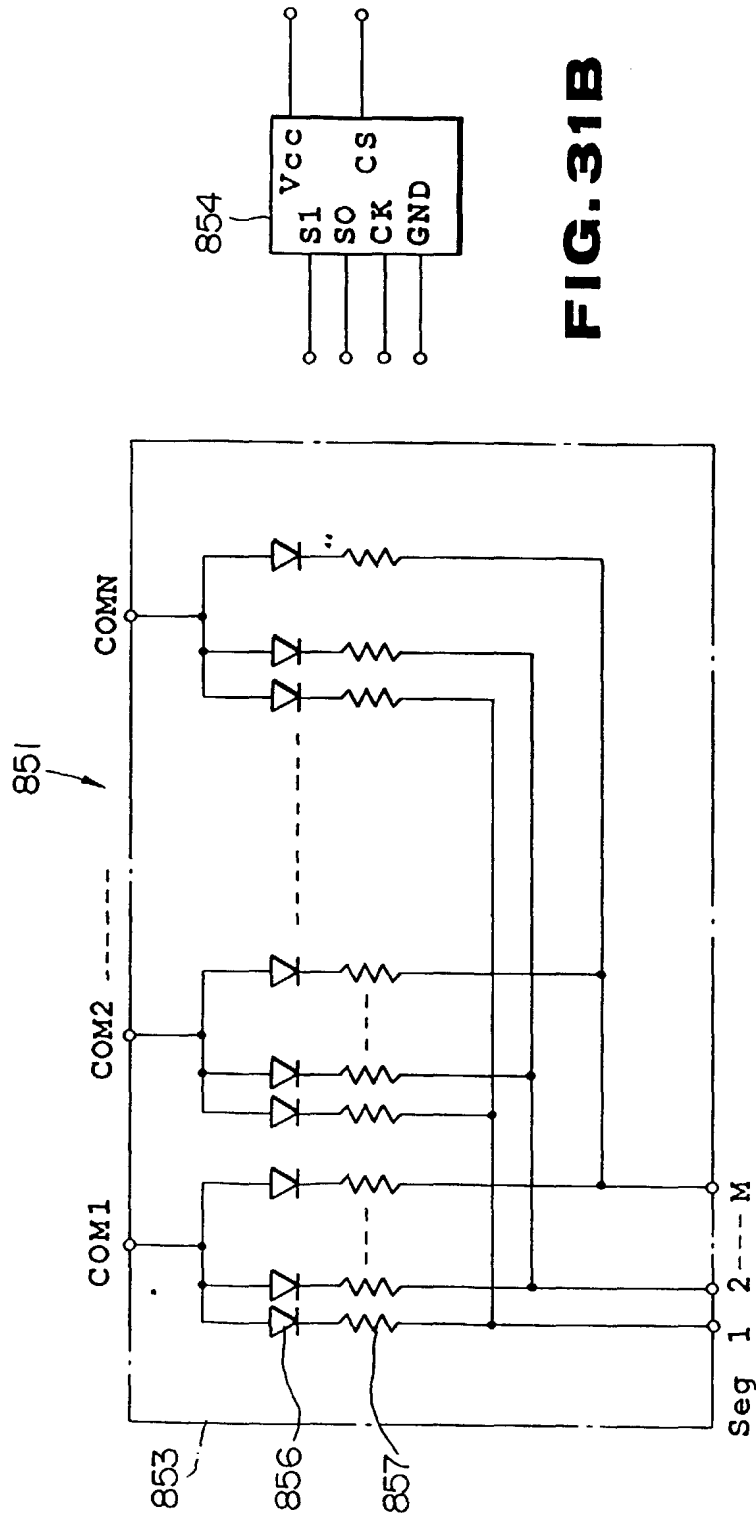 851
COM1 COM2 ------ COMN
853
856
857
Seg 1 2----M
854
S1 Vcc
SO
CK CS
GND
FIG. 31B